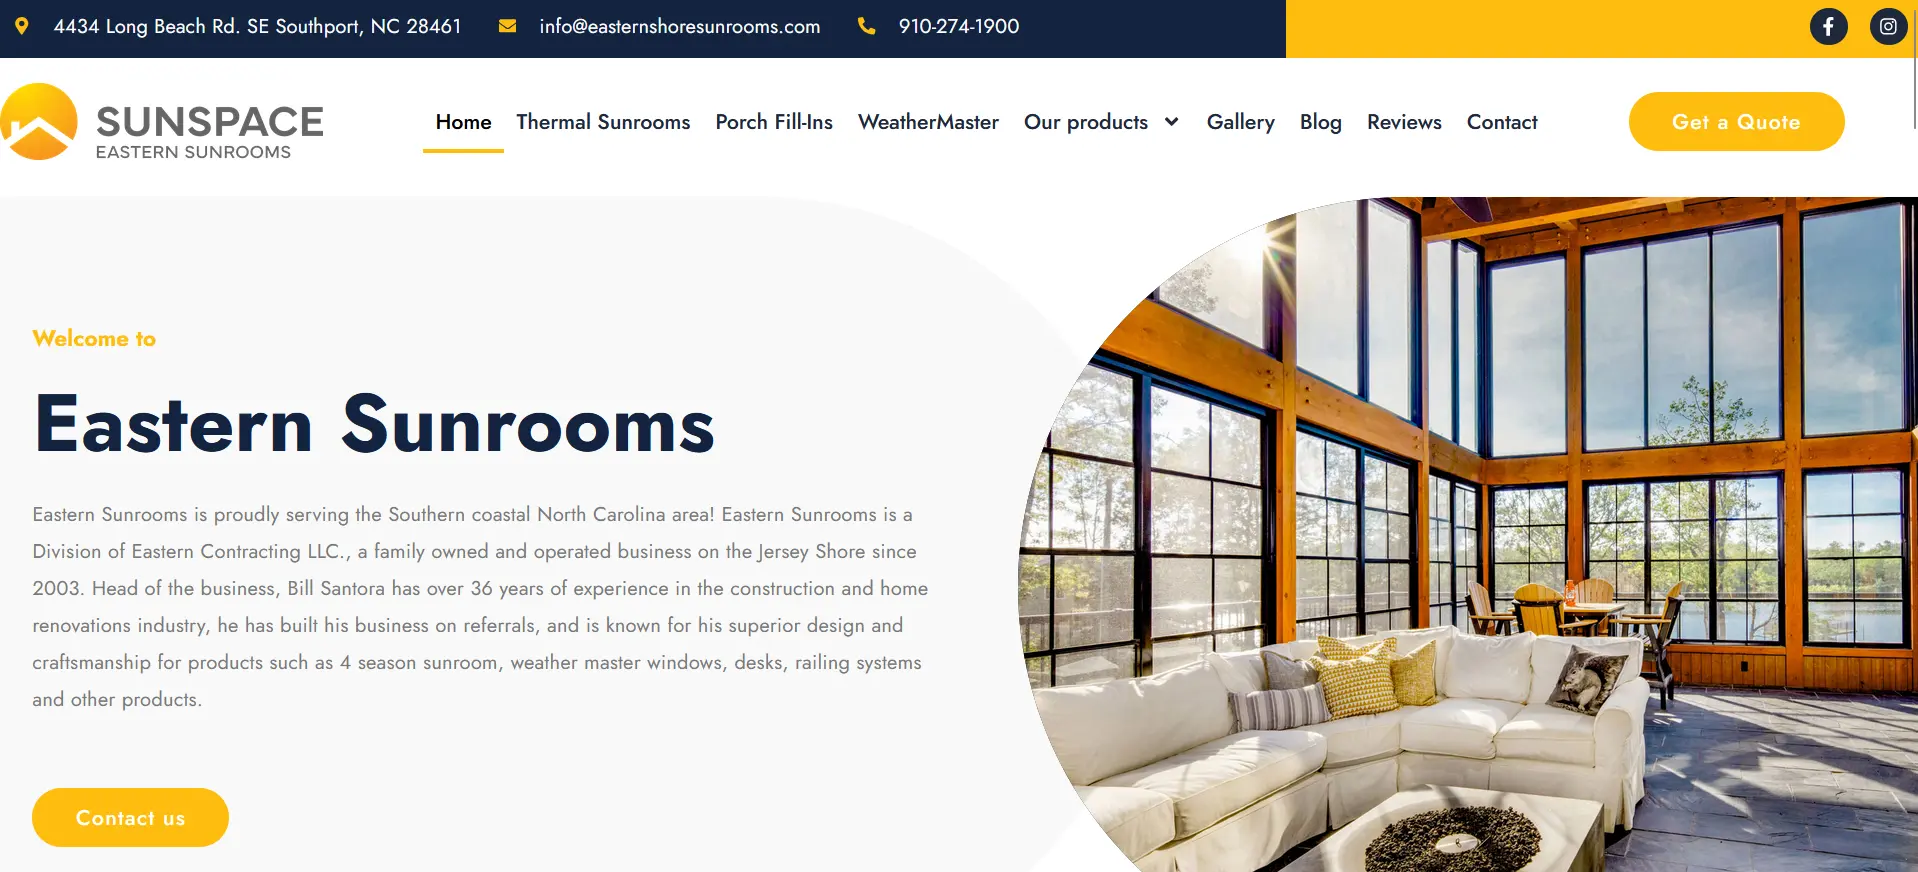 4434 Long Beach Rd. SE Southport, NC 28461 info@easternshoresunrooms.com 910-274-1900
SUNSPACE
EASTERN SUNROOMS
Home Thermal Sunrooms Porch Fill-Ins WeatherMaster Our products Gallery Blog Reviews Contact Get a Quote
Welcome to
Eastern Sunrooms
Eastern Sunrooms is proudly serving the Southern coastal North Carolina area! Eastern Sunrooms is a
Division of Eastern Contracting LLC., a family owned and operated business on the Jersey Shore since
2003. Head of the business, Bill Santora has over 36 years of experience in the construction and home
renovations industry, he has built his business on referrals, and is known for his superior design and
craftsmanship for products such as 4 season sunroom, weather master windows, desks, railing systems
and other products.
Contact us